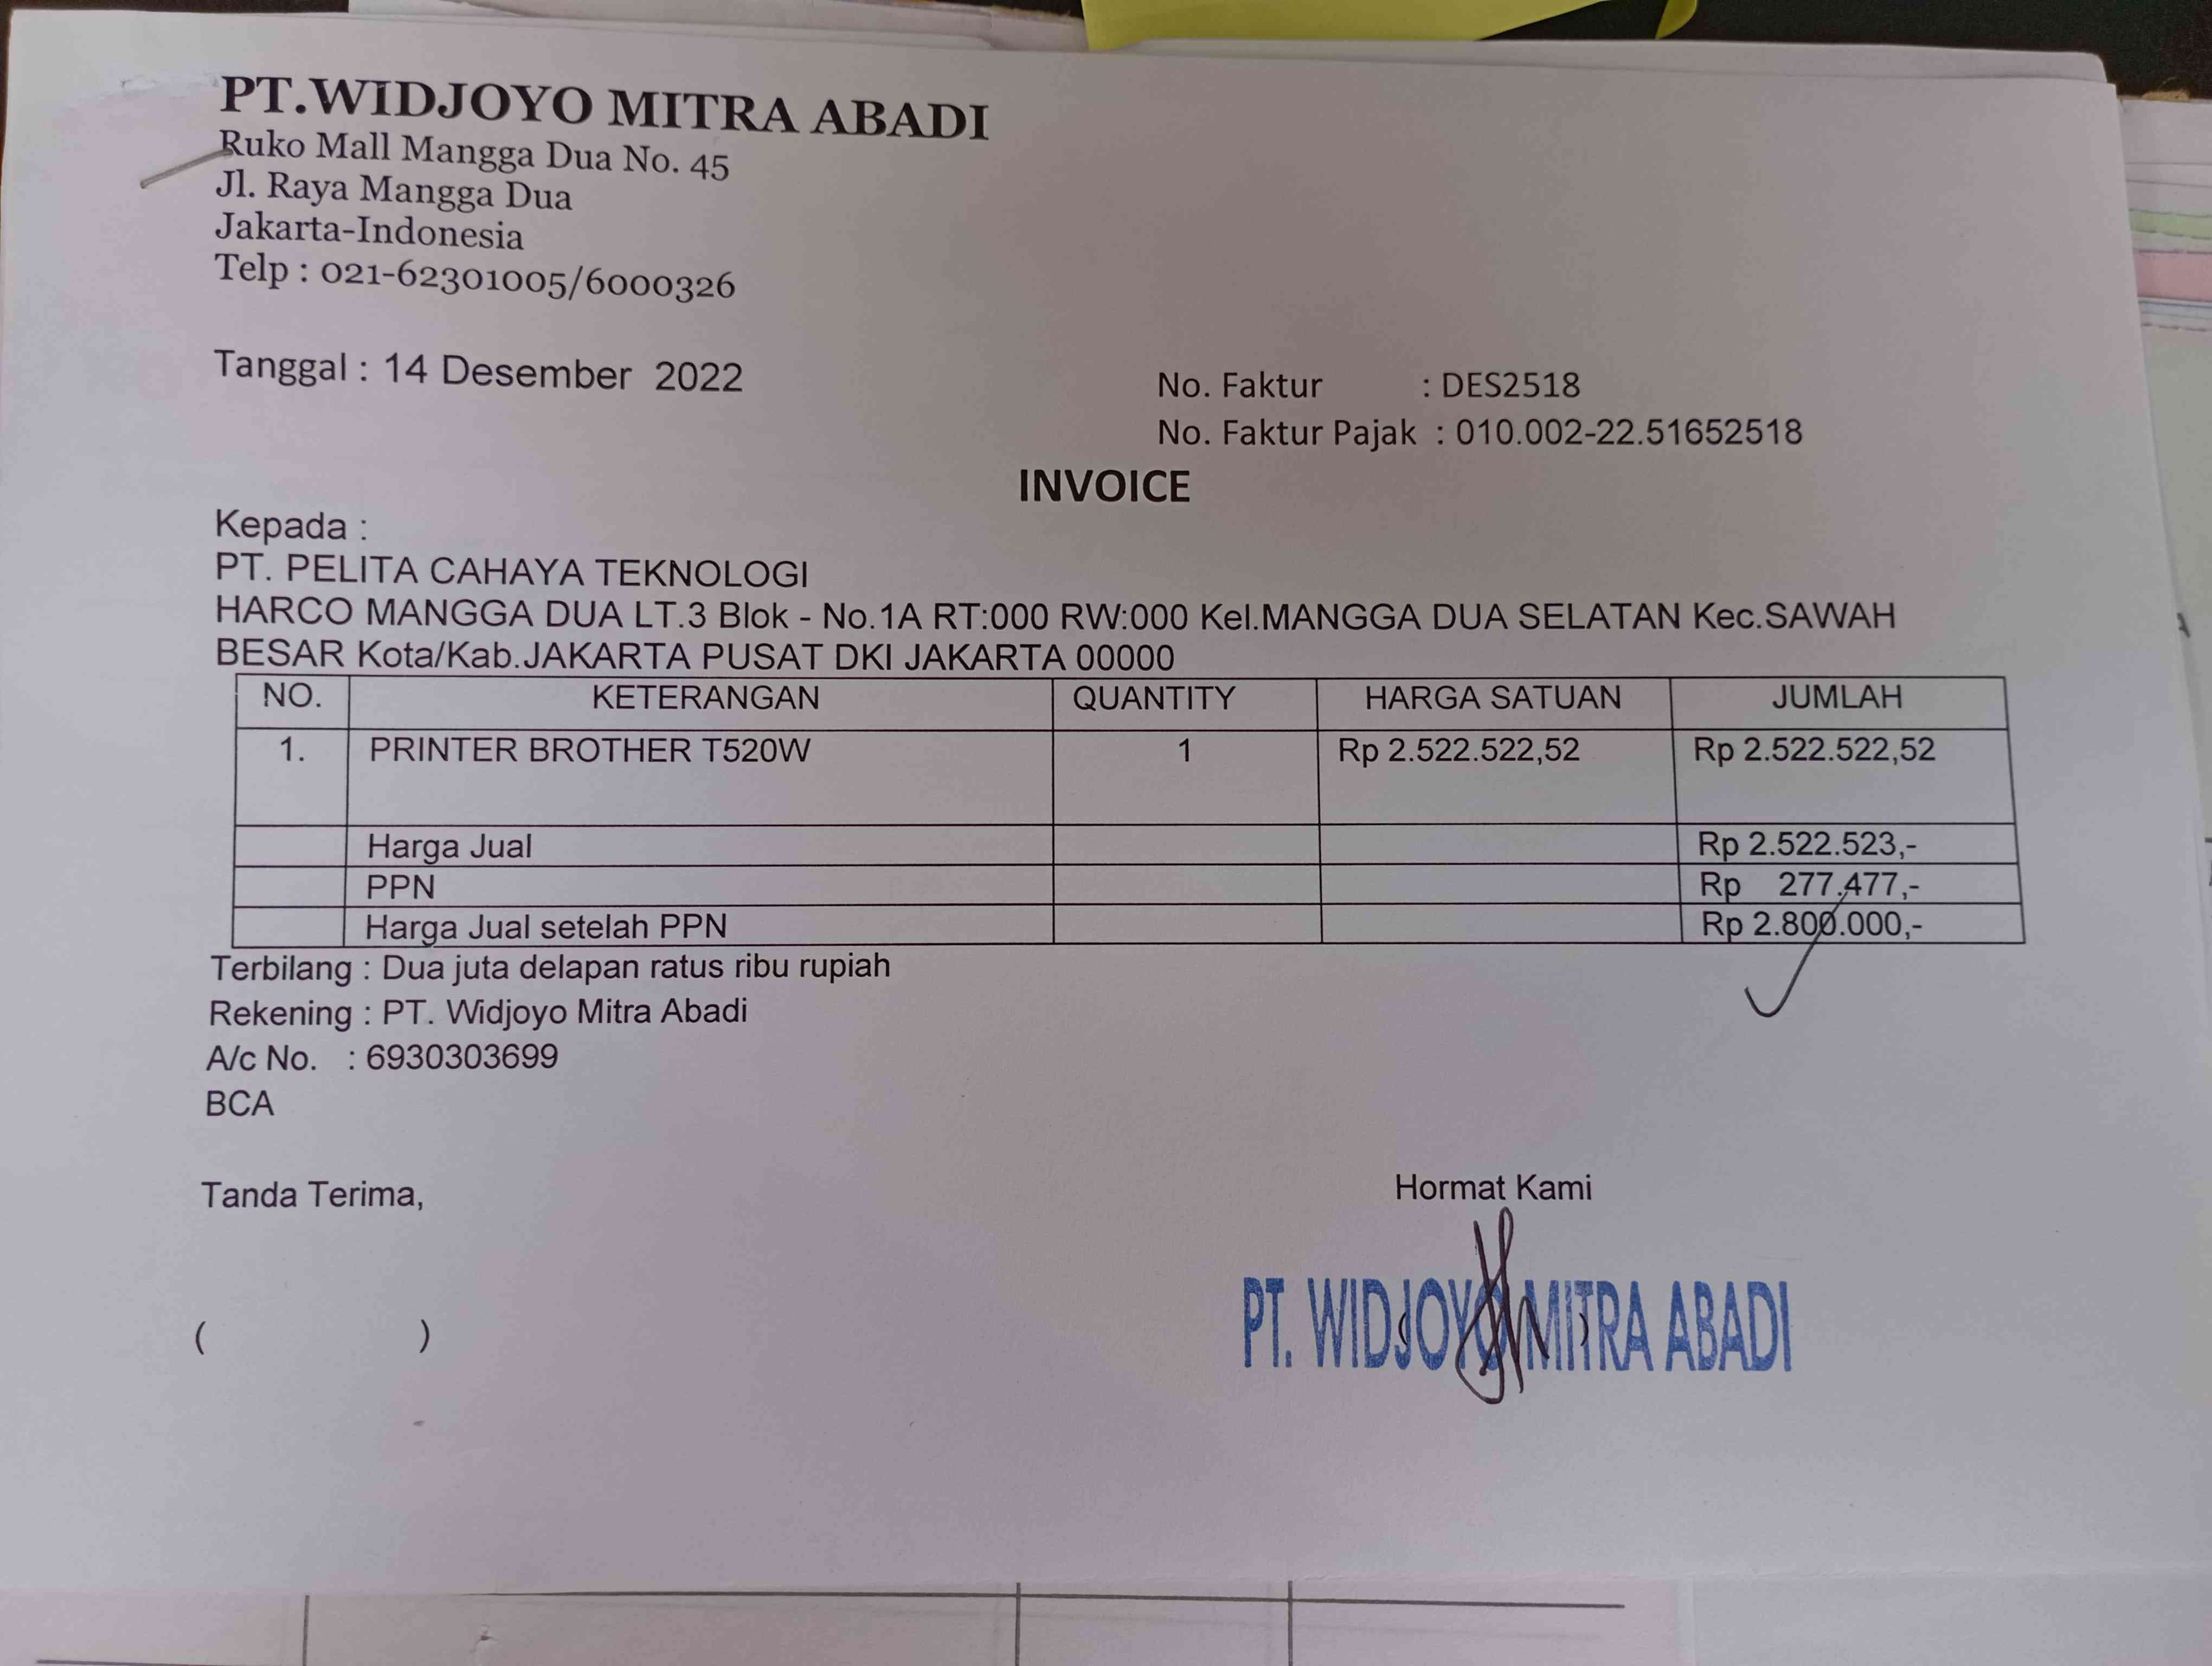 PT.WIDJOYO MITRA ABADI
Ruko Mall Mangga Dua No. 45
Jl. Raya Mangga Dua
Jakarta-Indonesia
Telp : 021-62301005/6000326
Tanggal : 14 Desember 2022
No. Faktur : DES2518
No. Faktur Pajak : 010.002-22.51652518
INVOICE
Kepada :
PT. PELITA CAHAYA TEKNOLOGI
HARCO MANGGA DUA LT.3 Blok - No.1A RT:000 RW:000 Kel.MANGGA DUA SELATAN Kec.SAWAH
BESAR Kota/Kab.JAKARTA PUSAT DKI JAKARTA 00000
NO. KETERANGAN QUANTITY HARGA SATUAN JUMLAH
1. PRINTER BROTHER T520W 1 Rp 2.522.522,52 Rp 2.522.522,52
Harga Jual Rp 2.522.523,-
PPN Rp 277.477,-
Harga Jual setelah PPN Rp 2.800.000,-
Terbilang : Dua juta delapan ratus ribu rupiah
Rekening : PT. Widjoyo Mitra Abadi
A/c No. : 6930303699
BCA
Tanda Terima,
Hormat Kami
PT. WIDJOYO MITRA ABADI
( )
( )